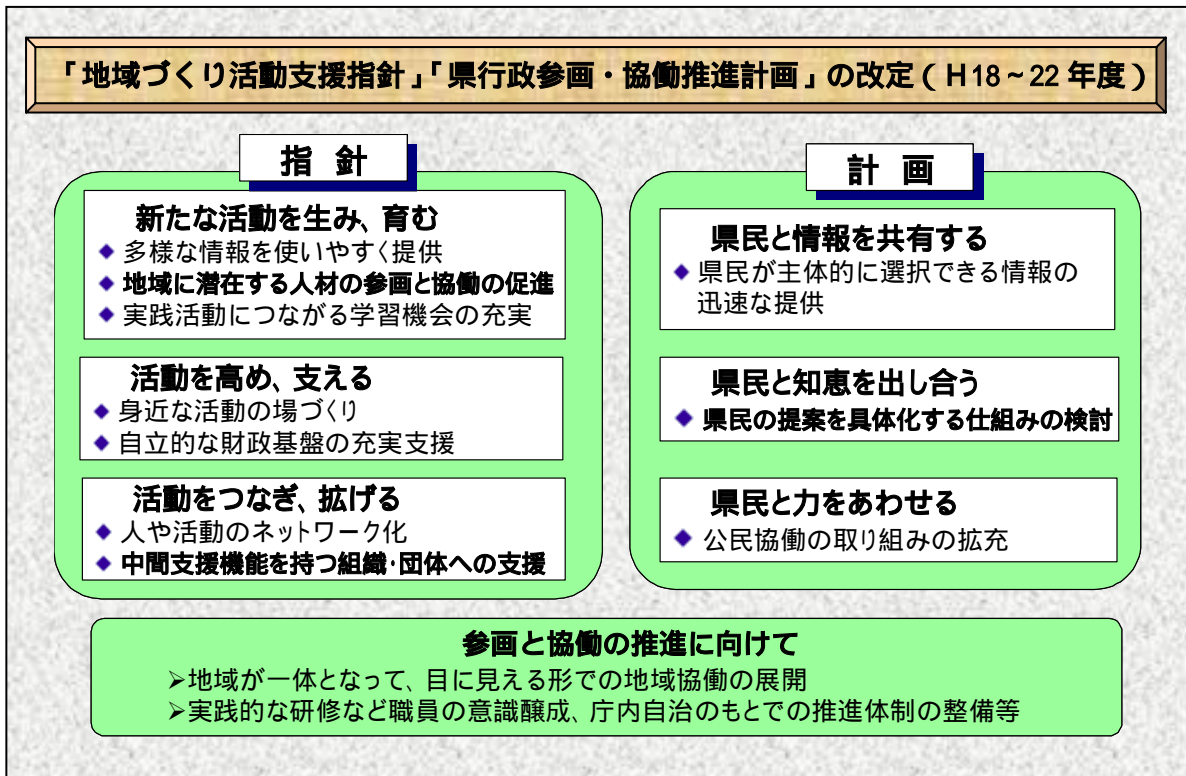 「地域づくり活動支援指針」「県行政参画・協働推進計画」の改定（H18～22年度）
指 針
新たな活動を生み、育む
◆ 多様な情報を使いやすく提供
◆ 地域に潜在する人材の参画と協働の促進
◆ 実践活動につながる学習機会の充実
活動を高め、支える
◆ 身近な活動の場づくり
◆ 自立的な財政基盤の充実支援
活動をつなぎ、拡げる
◆ 人や活動のネットワーク化
◆ 中間支援機能を持つ組織・団体への支援
計 画
県民と情報を共有する
◆ 県民が主体的に選択できる情報の
迅速な提供
県民と知恵を出し合う
◆ 県民の提案を具体化する仕組みの検討
県民と力をあわせる
◆ 公民協働の取り組みの拡充
参画と協働の推進に向けて
➢地域が一体となって、目に見える形での地域協働の展開
➢実践的な研修など職員の意識醸成、庁内自治のもとでの推進体制の整備等